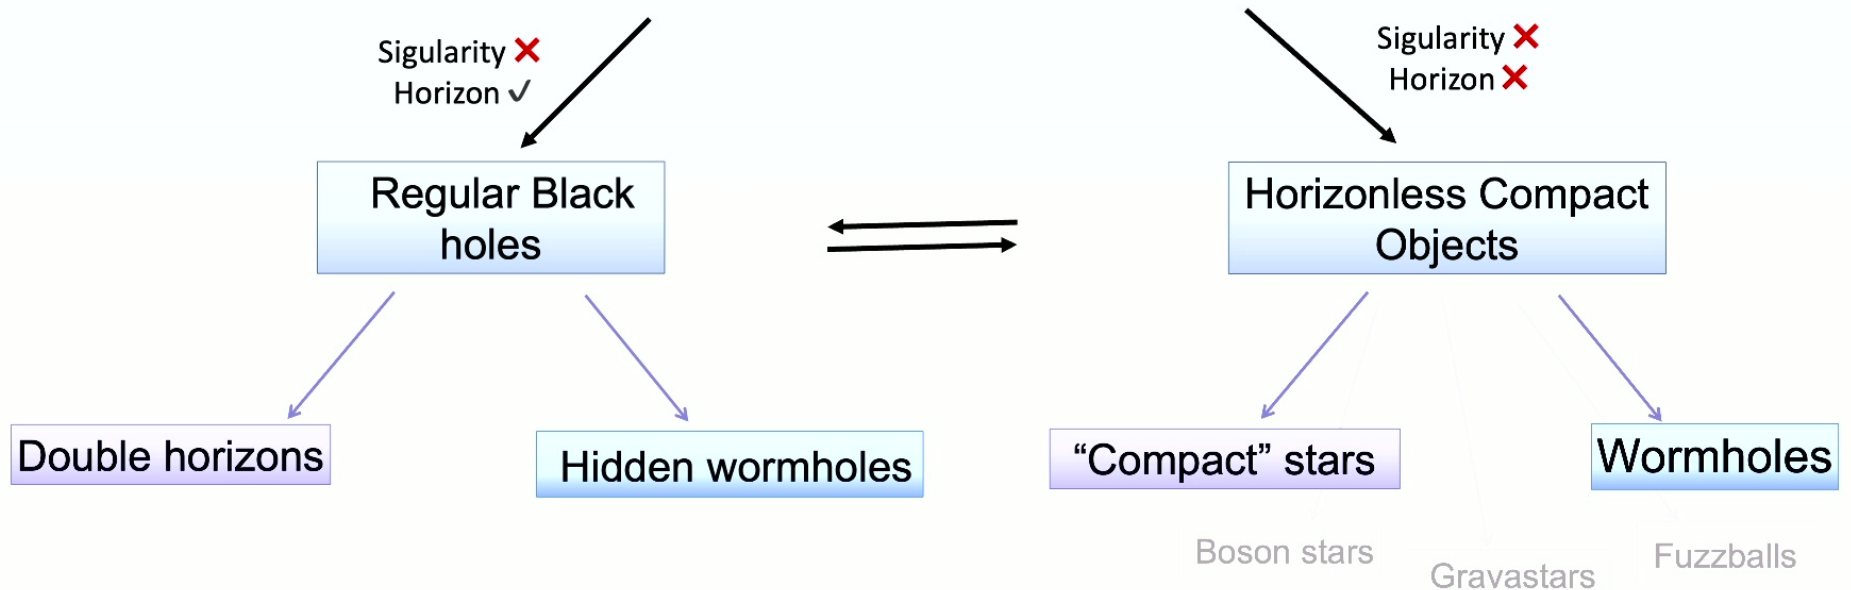 Sigularity ❌
Horizon ✓
Sigularity ❌
Horizon ❌
Regular Black
holes
Horizonless Compact
Objects
Double horizons
Hidden wormholes
“Compact” stars
Wormholes
Boson stars
Gravastars
Fuzzballs